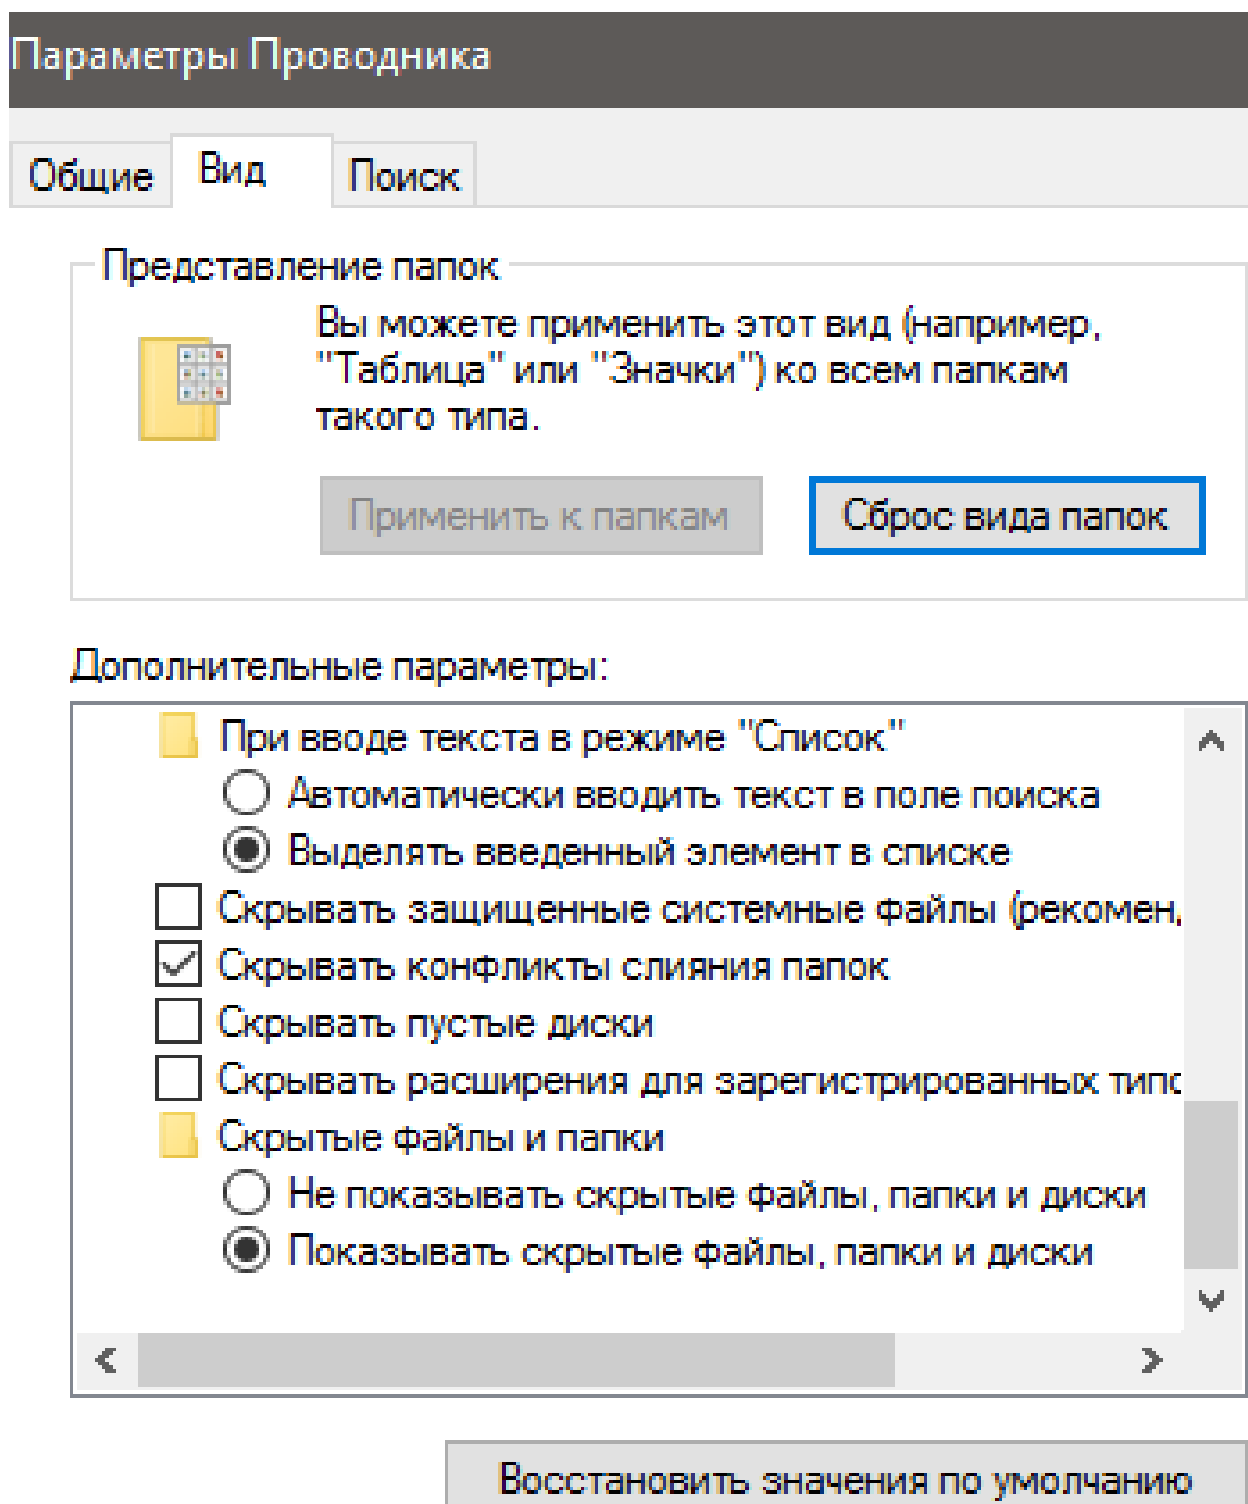 Параметры Проводника
Общие
Вид
Поиск
Представление папок
Вы можете применить этот вид (например,
"Таблица" или "Значки") ко всем папкам
такого типа.
Применить к папкам
Сброс вида папок
Дополнительные параметры:
При вводе текста в режиме "Список"
Автоматически вводить текст в поле поиска
Выделять введенный элемент в списке
Скрывать защищенные системные файлы (рекомен
Скрывать конфликты слияния папок
Скрывать пустые диски
Скрывать расширения для зарегистрированных типо
Скрытые файлы и папки
Не показывать скрытые файлы, папки и диски
Показывать скрытые файлы, папки и диски
Восстановить значения по умолчанию